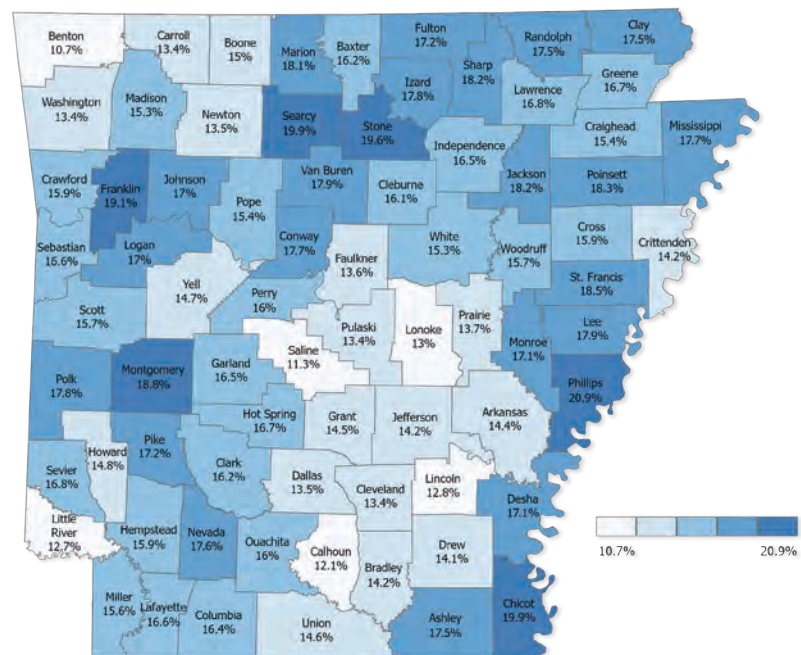 Benton
10.7%
Carroll
13.4%
Boone
15%
Marion
18.1%
Baxter
16.2%
Fulton
17.2%
Randolph
17.5%
Clay
17.5%
Izard
17.8%
Sharp
18.2%
Lawrence
16.8%
Greene
16.7%
Washington
13.4%
Madison
15.3%
Newton
13.5%
Searcy
19.9%
Stone
19.6%
Independence
16.5%
Craighead
15.4%
Mississippi
17.7%
Crawford
15.9%
Franklin
19.1%
Johnson
17%
Pope
15.4%
Van Buren
17.9%
Cleburne
16.1%
Jackson
18.2%
Poinsett
18.3%
Sebastian
16.6%
Logan
17%
Conway
17.7%
Faulkner
13.6%
White
15.3%
Woodruff
15.7%
Cross
15.9%
Crittenden
14.2%
Scott
15.7%
Yell
14.7%
Perry
16%
Pulaski
13.4%
Lonoke
13%
Prairie
13.7%
St. Francis
18.5%
Monroe
17.1%
Lee
17.9%
Polk
17.8%
Montgomery
18.8%
Garland
16.5%
Saline
11.3%
Phillips
20.9%
Hot Spring
16.7%
Grant
14.5%
Jefferson
14.2%
Arkansas
14.4%
Sevier
16.8%
Howard
14.8%
Pike
17.2%
Clark
16.2%
Dallas
13.5%
Cleveland
13.4%
Lincoln
12.8%
Desha
17.1%
Little
River
12.7%
Hempstead
15.9%
Nevada
17.6%
Ouachita
16%
Calhoun
12.1%
Bradley
14.2%
Drew
14.1%
Miller
15.6%
Lafayette
16.6%
Columbia
16.4%
Union
14.6%
Ashley
17.5%
Chicot
19.9%
10.7%
20.9%